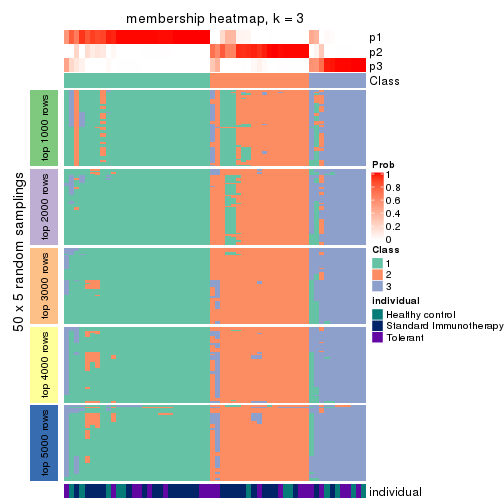 membership heatmap, k = 3
p1
p2
p3
Class
50 x 5 random samplings
top 1000 rows
top 2000 rows
top 3000 rows
top 4000 rows
top 5000 rows
Prob
1
0.8
0.6
0.4
0.2
0
Class
1
2
3
individual
Healthy control
Standard Immunotherapy
Tolerant
individual